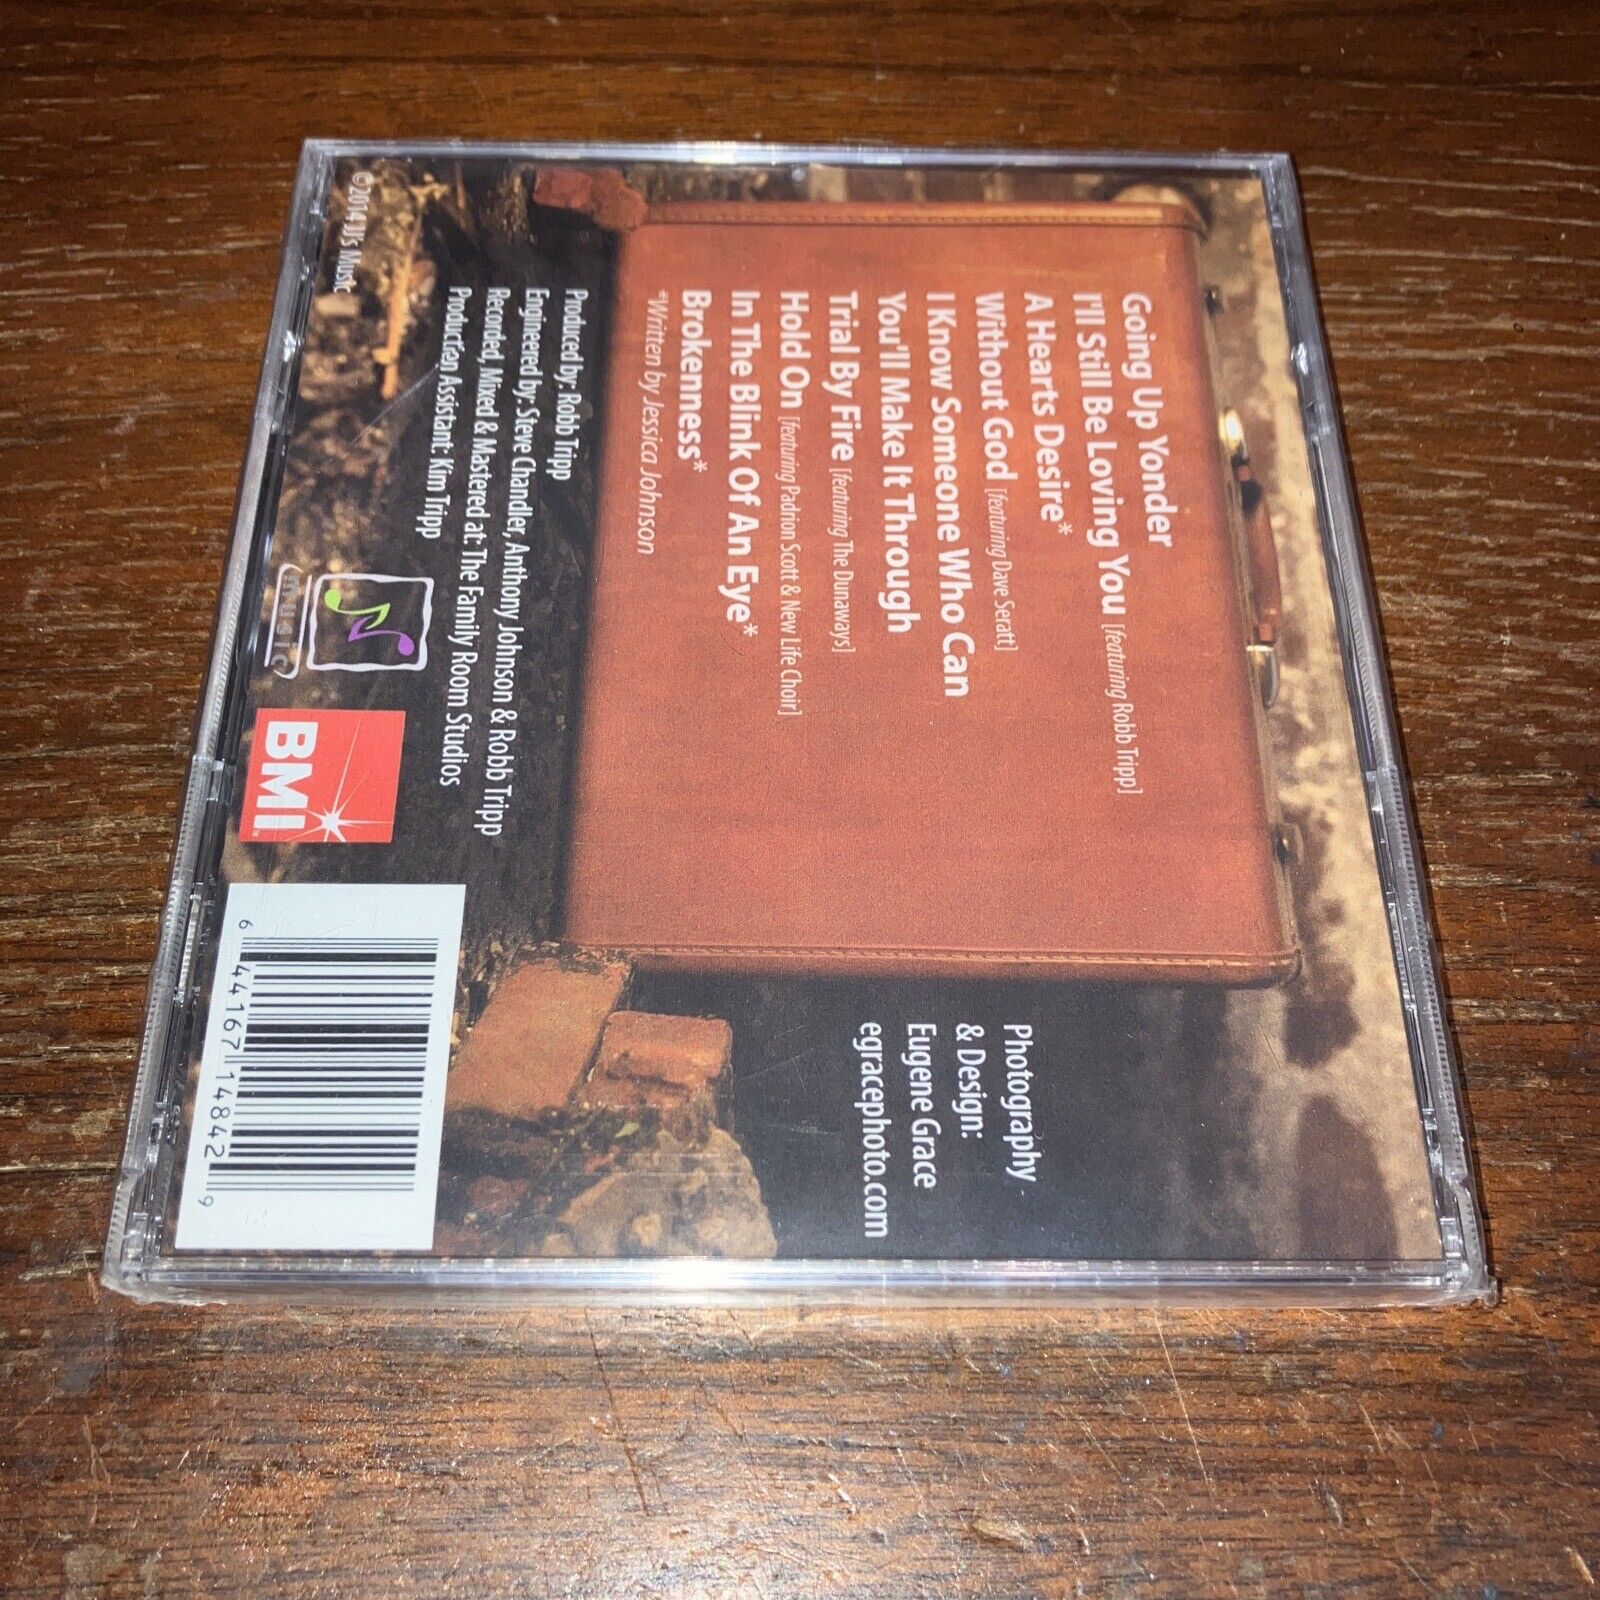 Going Up Yonder
I'll Still Be Loving You [featuring Robb Tripp]
A Hearts Desire*
Without God [featuring Dave Seratt]
I Know Someone Who Can
You'll Make It Through
Trial By Fire [featuring The Dunaways]
Hold On [featuring Padrion Scott & New Life Choir]
In The Blink Of An Eye*
Brokenness*
*Written by Jessica Johnson
Produced by: Robb Tripp
Engineered by: Steve Chandler, Anthony Johnson & Robb Tripp
Recorded, Mixed & Mastered at: The Family Room Studios
Production Assistant: Kim Tripp
Photography
& Design:
Eugene Grace
egracephoto.com
©2014 JJs Music
music
BMI
6 44167 14842 9